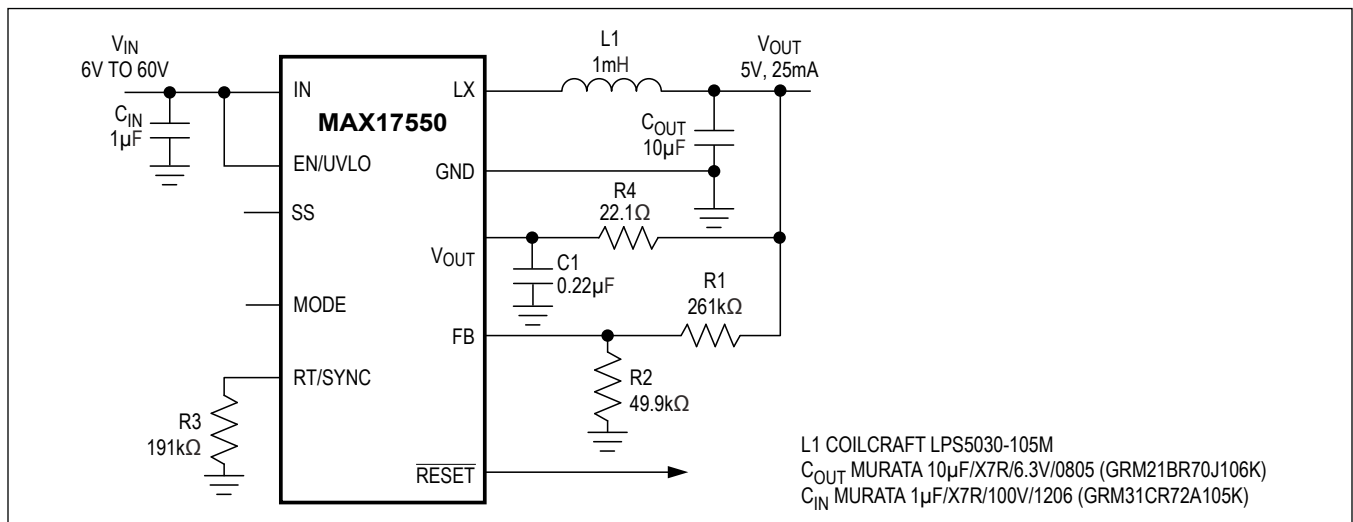 VIN
6V TO 60V
CIN
1µF
IN
EN/UVLO
SS
MODE
RT/SYNC
R3
191kΩ
MAX17550
LX
GND
VOUT
FB
RESET
L1
1mH
VOUT
5V, 25mA
COUT
10µF
R4
22.1Ω
C1
0.22µF
R1
261kΩ
R2
49.9kΩ
L1 COILCRAFT LPS5030-105M
COUT MURATA 10µF/X7R/6.3V/0805 (GRM21BR70J106K)
CIN MURATA 1µF/X7R/100V/1206 (GRM31CR72A105K)